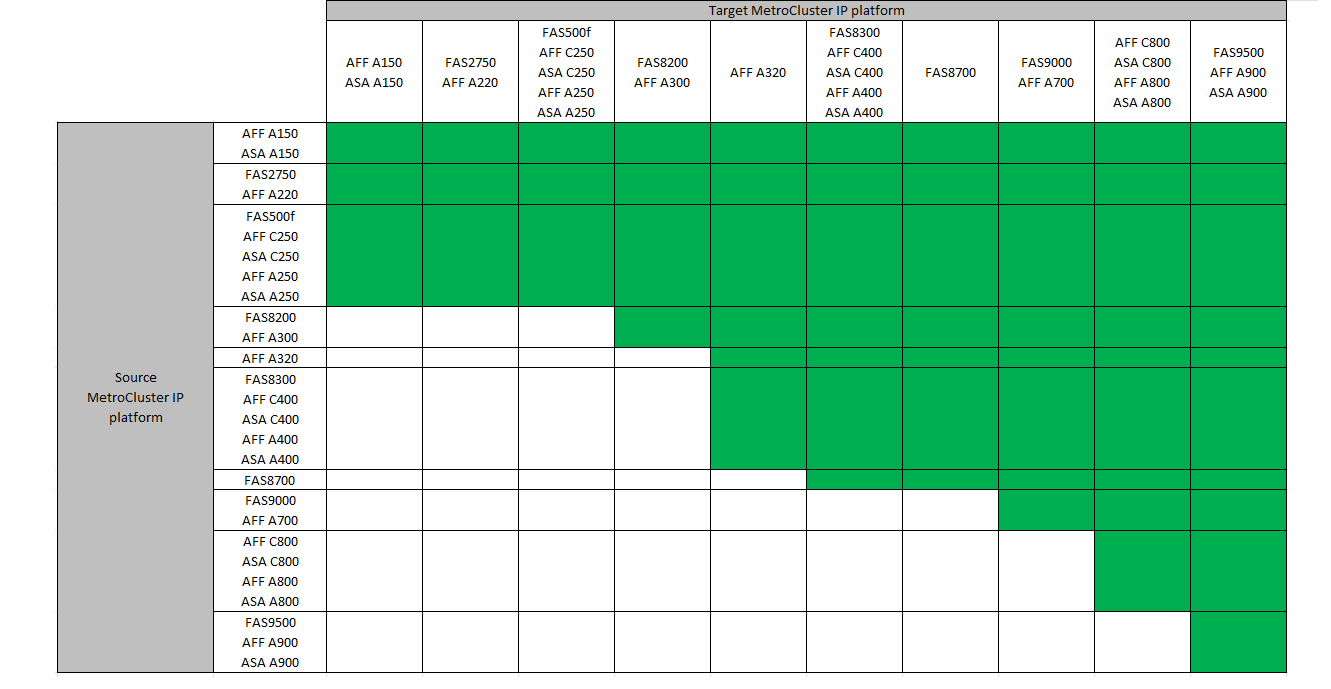 Target MetroCluster IP platform
AFF A150
ASA A150
FAS2750
AFF A220
FAS500f
AFF C250
ASA C250
AFF A250
ASA A250
FAS8200
AFF A300
AFF A320
FAS8300
AFF C400
ASA C400
AFF A400
ASA A400
FAS8700
FAS9000
AFF A700
AFF C800
ASA C800
AFF A800
ASA A800
FAS9500
AFF A900
ASA A900
Source
MetroCluster IP
platform
AFF A150
ASA A150
FAS2750
AFF A220
FAS500f
AFF C250
ASA C250
AFF A250
ASA A250
FAS8200
AFF A300
AFF A320
FAS8300
AFF C400
ASA C400
AFF A400
ASA A400
FAS8700
FAS9000
AFF A700
AFF C800
ASA C800
AFF A800
ASA A800
FAS9500
AFF A900
ASA A900